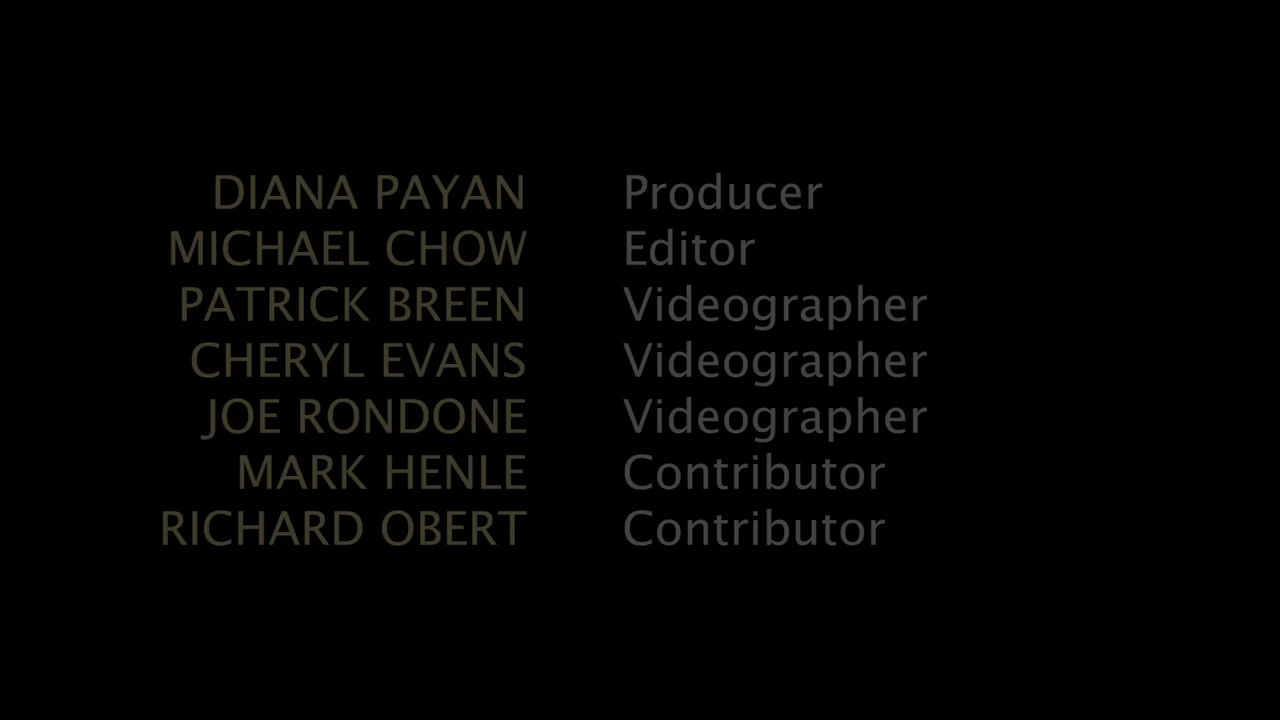 DIANA PAYAN Producer
MICHAEL CHOW Editor
PATRICK BREEN Videographer
CHERYL EVANS Videographer
JOE RONDONE Videographer
MARK HENLE Contributor
RICHARD OBERT Contributor